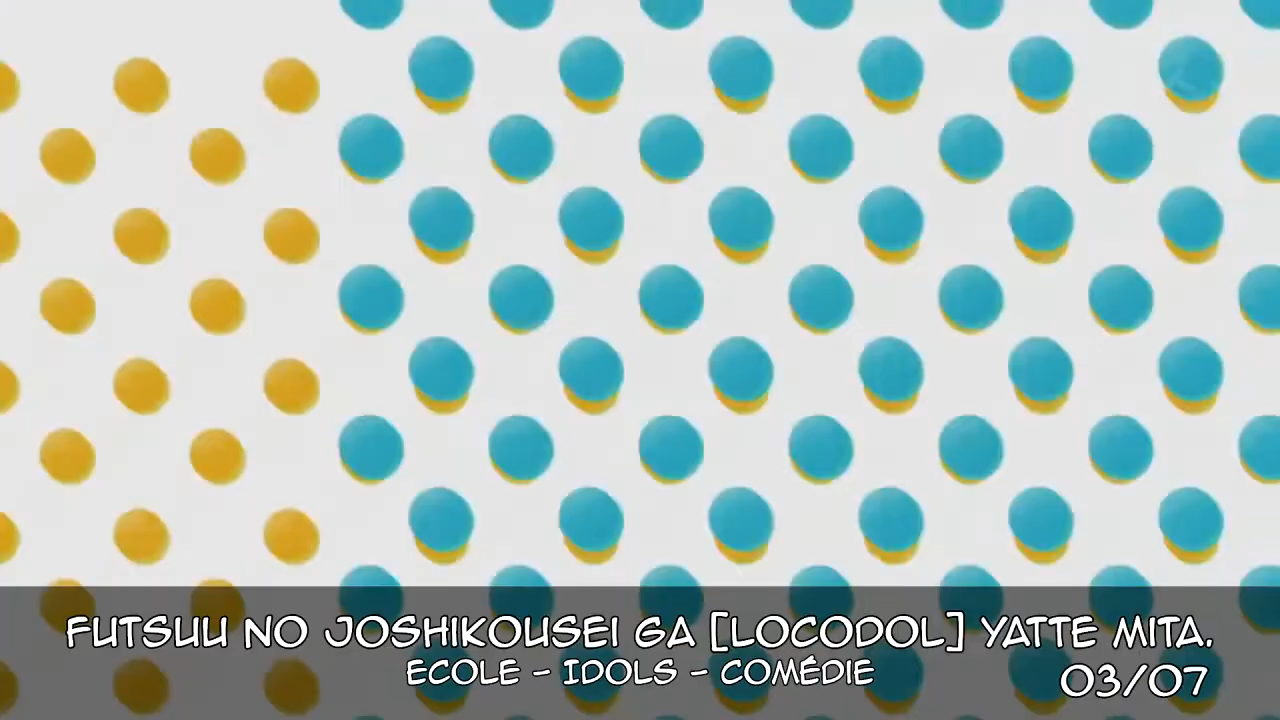 FUTSUU NO JOSHIKOUSEI GA [LOCODOL] YATTE MITA.
ECOLE - IDOLS - COMÉDIE
03/07